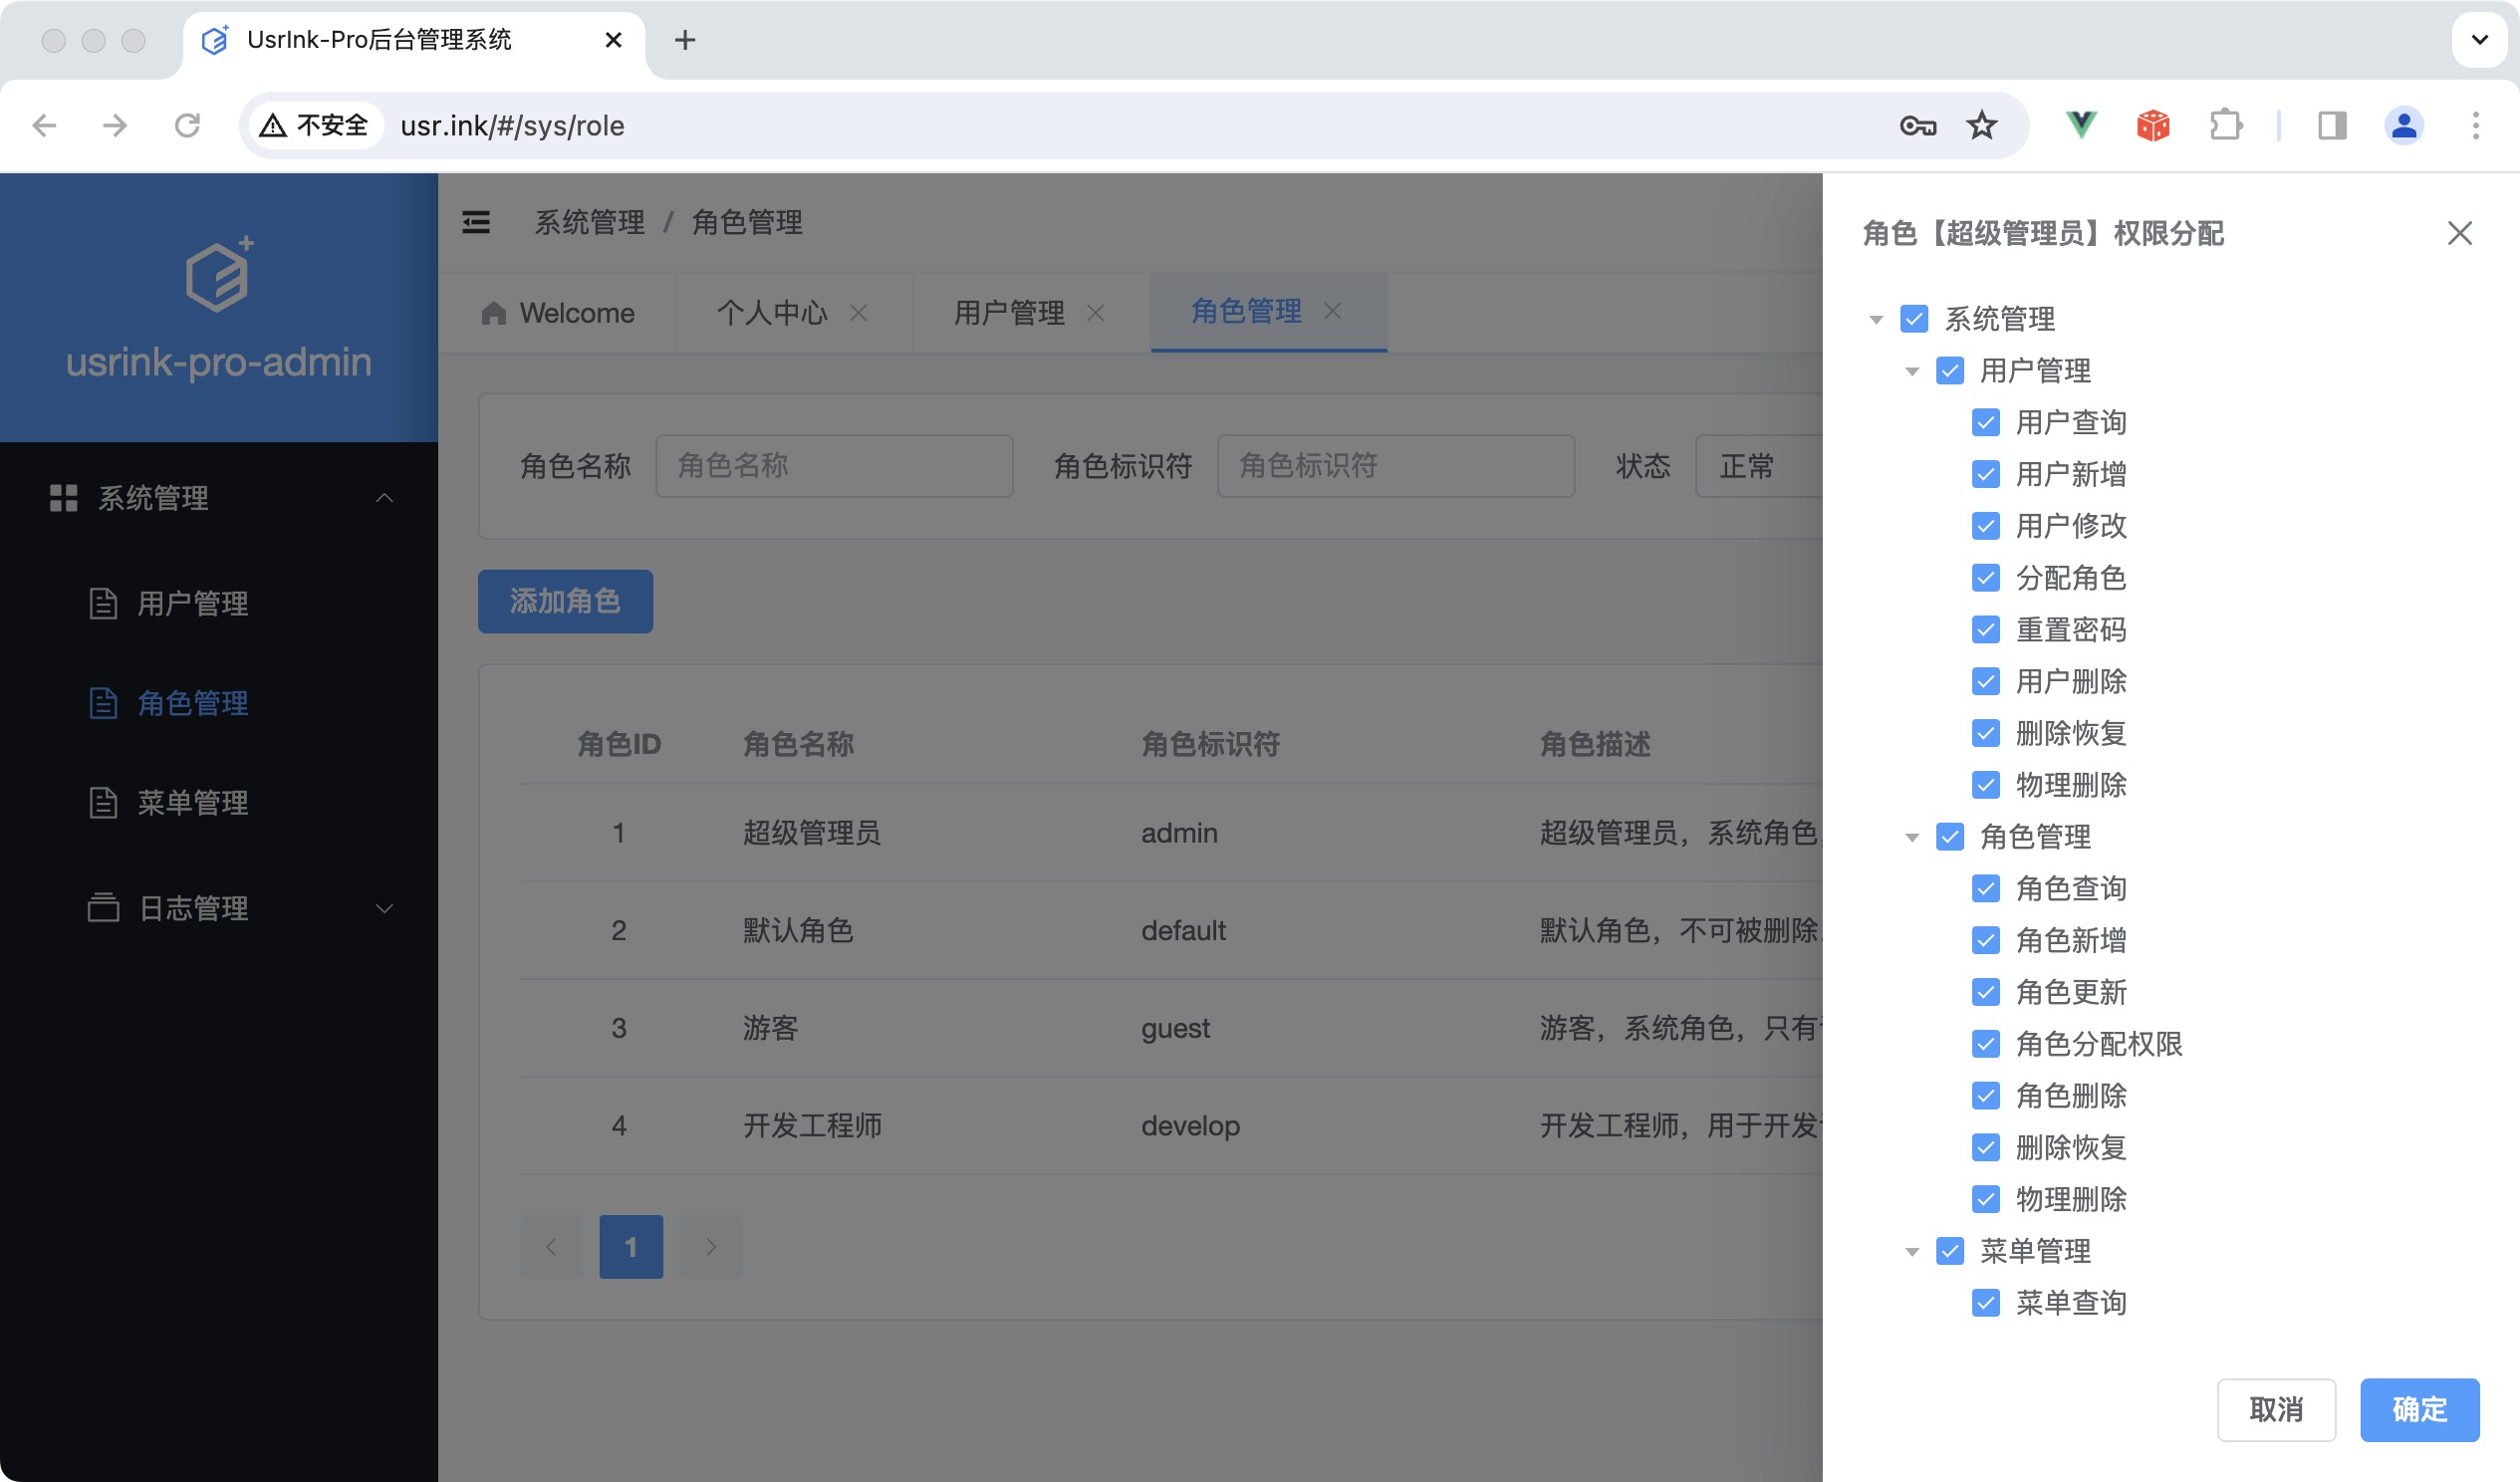 UsrInk-Pro后台管理系统
不安全
usr.ink/#/sys/role
usrink-pro-admin
系统管理
用户管理
角色管理
菜单管理
日志管理
系统管理 / 角色管理
Welcome
个人中心
用户管理
角色管理
角色名称
角色名称
角色标识符
角色标识符
状态
正常
添加角色
角色ID 角色名称 角色标识符 角色描述
1 超级管理员 admin 超级管理员，系统角色
2 默认角色 default 默认角色，不可被删除
3 游客 guest 游客，系统角色，只有
4 开发工程师 develop 开发工程师，用于开发
1
角色【超级管理员】权限分配
系统管理
用户管理
用户查询
用户新增
用户修改
分配角色
重置密码
用户删除
删除恢复
物理删除
角色管理
角色查询
角色新增
角色更新
角色分配权限
角色删除
删除恢复
物理删除
菜单管理
菜单查询
取消
确定